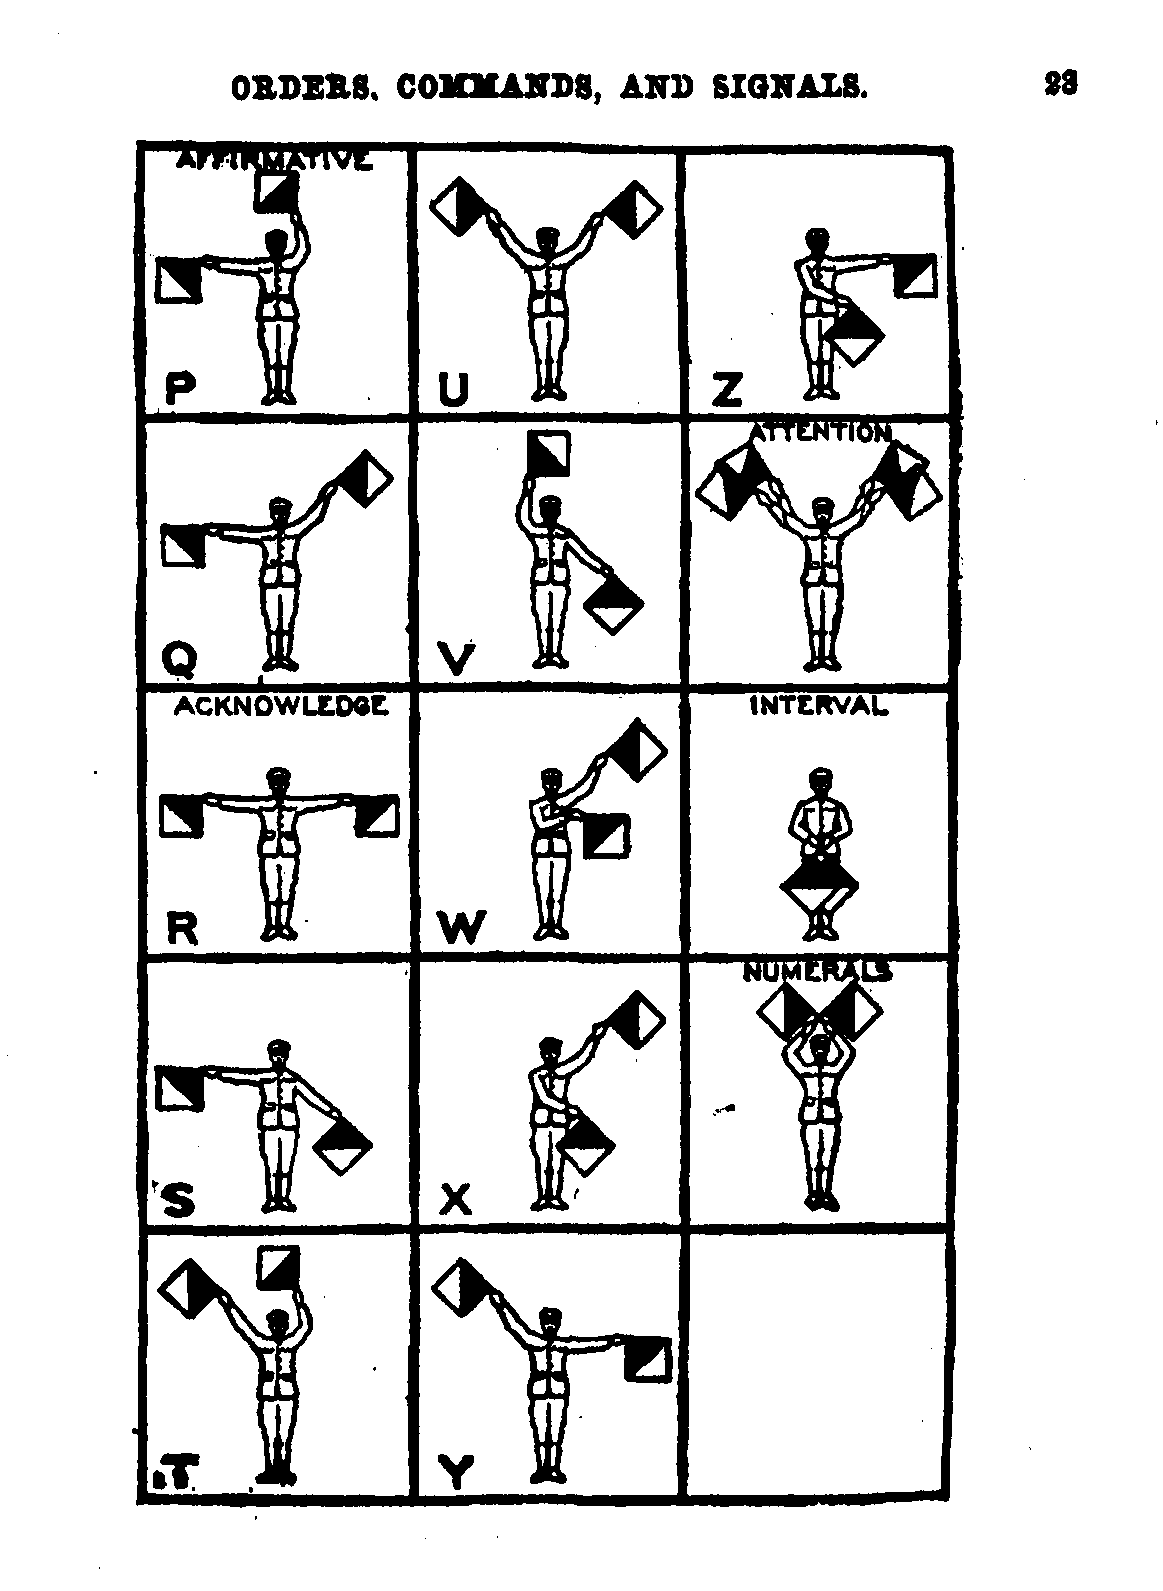 ORDERS, COMMANDS, AND SIGNALS. 23
AFFIRMATIVE
P
U
Z
ATTENTION
Q
V
ACKNOWLEDGE
INTERVAL
R
W
NUMERALS
S
X
T
Y